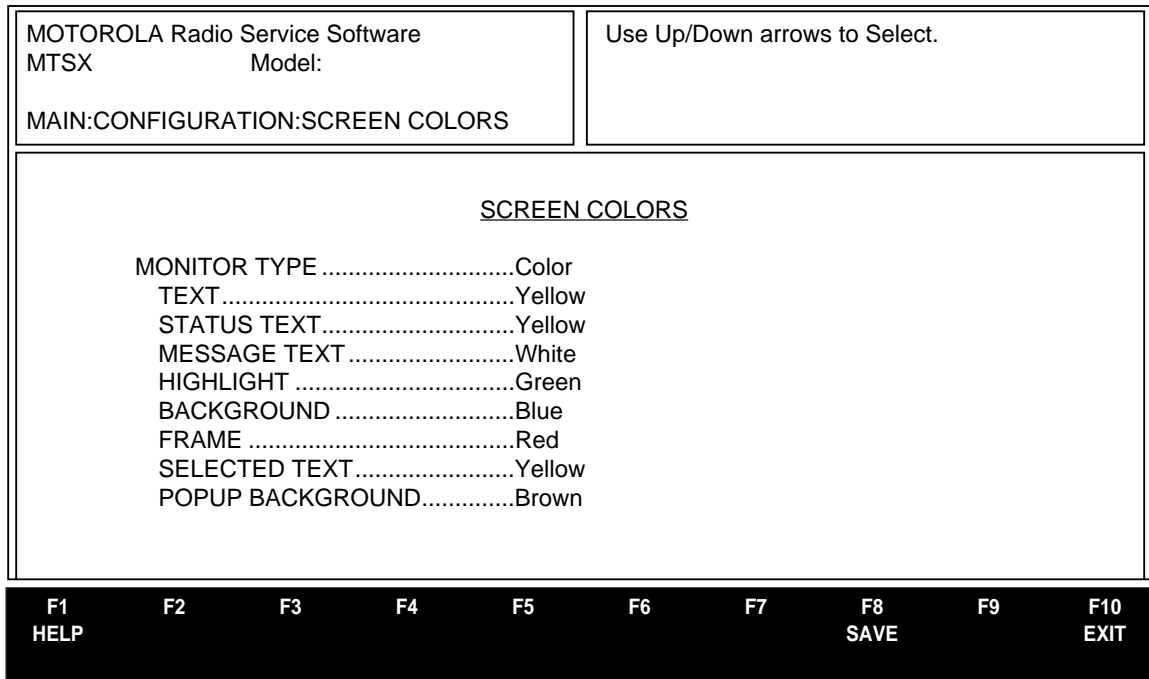 MOTOROLA Radio Service Software
MTSX Model:
MAIN:CONFIGURATION:SCREEN COLORS
Use Up/Down arrows to Select.
SCREEN COLORS
MONITOR TYPE.............................Color
TEXT............................................Yellow
STATUS TEXT.............................Yellow
MESSAGE TEXT.........................White
HIGHLIGHT .................................Green
BACKGROUND ...........................Blue
FRAME ........................................Red
SELECTED TEXT........................Yellow
POPUP BACKGROUND..............Brown
F1 F2 F3 F4 F5 F6 F7 F8 F9 F10
HELP SAVE EXIT